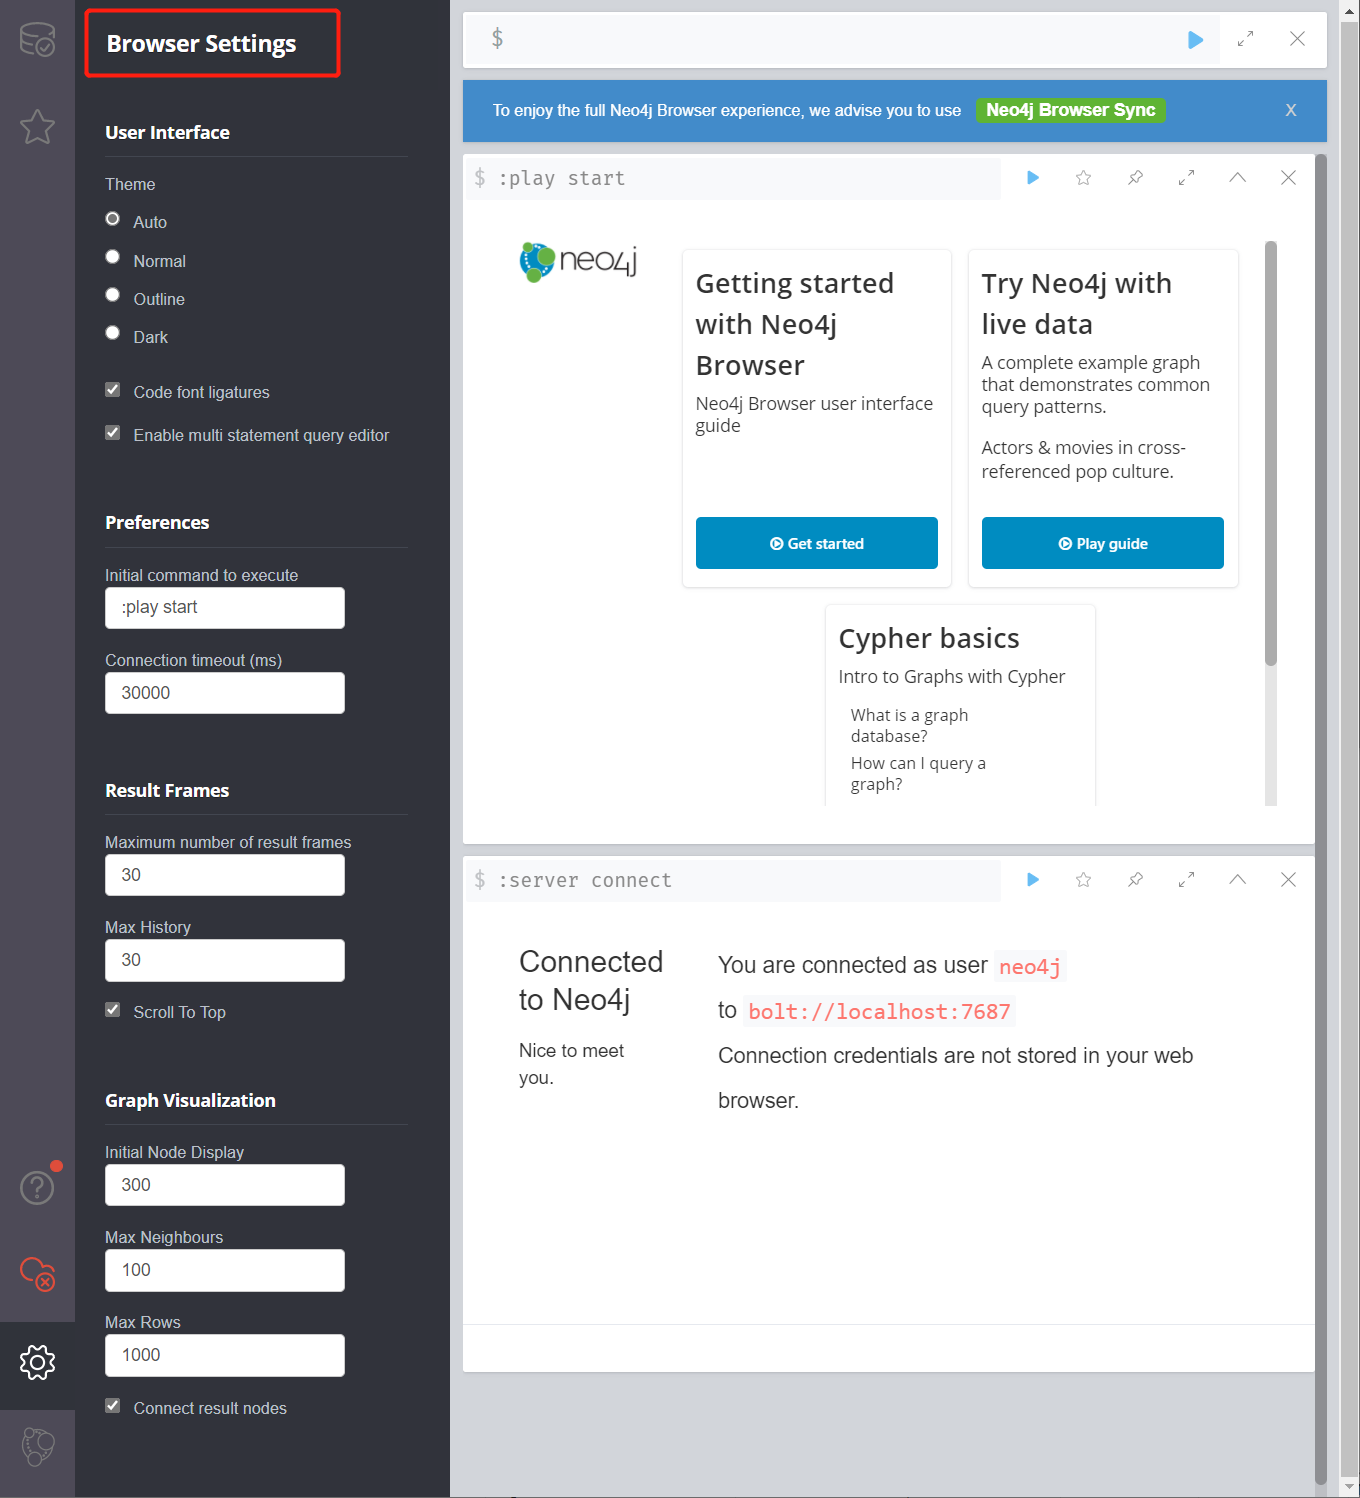 Browser Settings
User Interface
Theme
Auto
Normal
Outline
Dark
Code font ligatures
Enable multi statement query editor
Preferences
Initial command to execute
:play start
Connection timeout (ms)
30000
Result Frames
Maximum number of result frames
30
Max History
30
Scroll To Top
Graph Visualization
Initial Node Display
300
Max Neighbours
100
Max Rows
1000
Connect result nodes
$
To enjoy the full Neo4j Browser experience, we advise you to use Neo4j Browser Sync X
$ :play start
neo4j
Getting started
with Neo4j
Browser
Neo4j Browser user interface
guide
Get started
Try Neo4j with
live data
A complete example graph
that demonstrates common
query patterns.
Actors & movies in cross-
referenced pop culture.
Play guide
Cypher basics
Intro to Graphs with Cypher
What is a graph
database?
How can I query a
graph?
$ :server connect
Connected
to Neo4j
Nice to meet
you.
You are connected as user neo4j
to bolt://localhost:7687
Connection credentials are not stored in your web
browser.